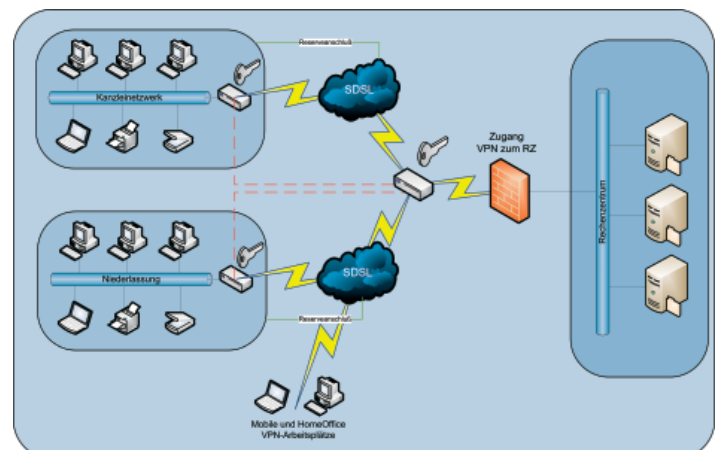 Reserveanschluß
Kanzleinetzwerk
SDSL
Zugang
VPN zum RZ
Rechenzentrum
Niederlassung
SDSL
Reserveanschluß
Mobile und HomeOffice
VPN-Arbeitsplätze